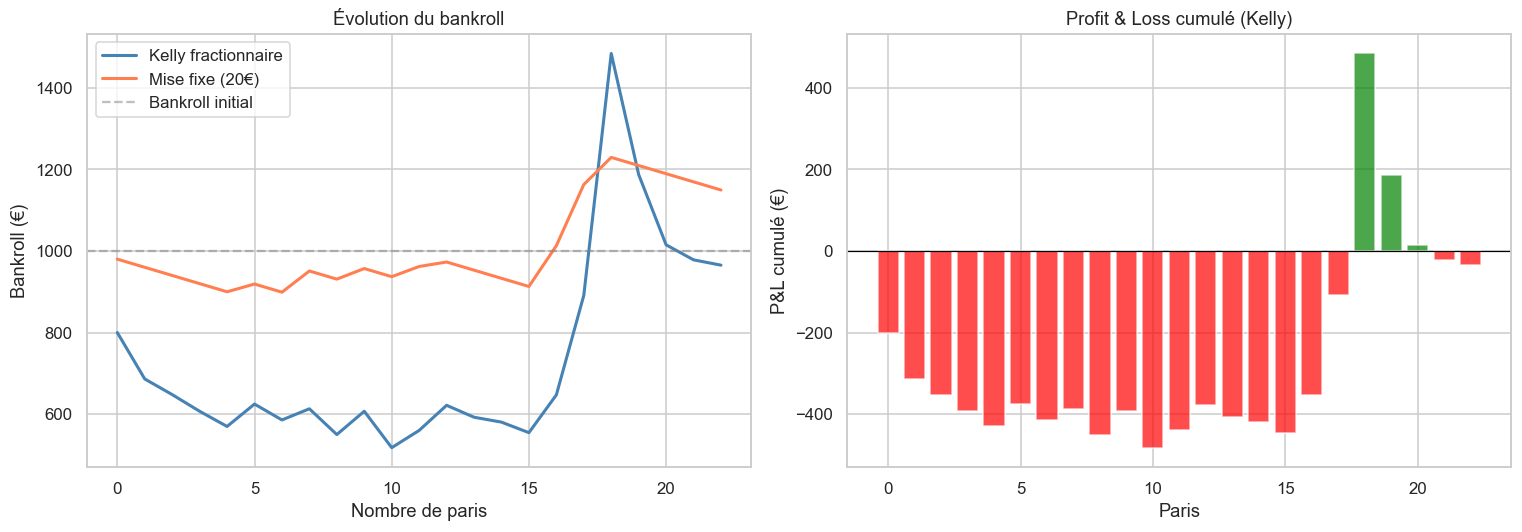 Évolution du bankroll
Kelly fractionnaire
Mise fixe (20€)
Bankroll initial
1400
1200
1000
800
600
Bankroll (€)
0
5
10
15
20
Nombre de paris
Profit & Loss cumulé (Kelly)
400
200
0
−200
−400
P&L cumulé (€)
0
5
10
15
20
Paris